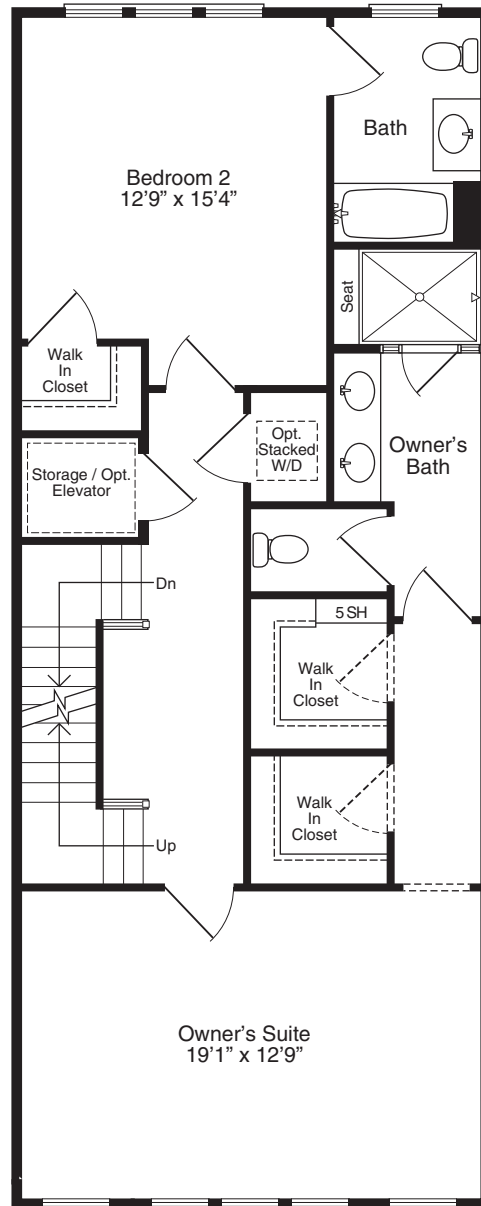 Bath
Bedroom 2
12’9” x 15’4”
Seat
Walk
In
Closet
Opt.
Stacked
W/D
Owner’s
Bath
Storage / Opt.
Elevator
Dn
5 SH
Walk
In
Closet
Walk
In
Closet
Up
Owner’s Suite
19’1” x 12’9”